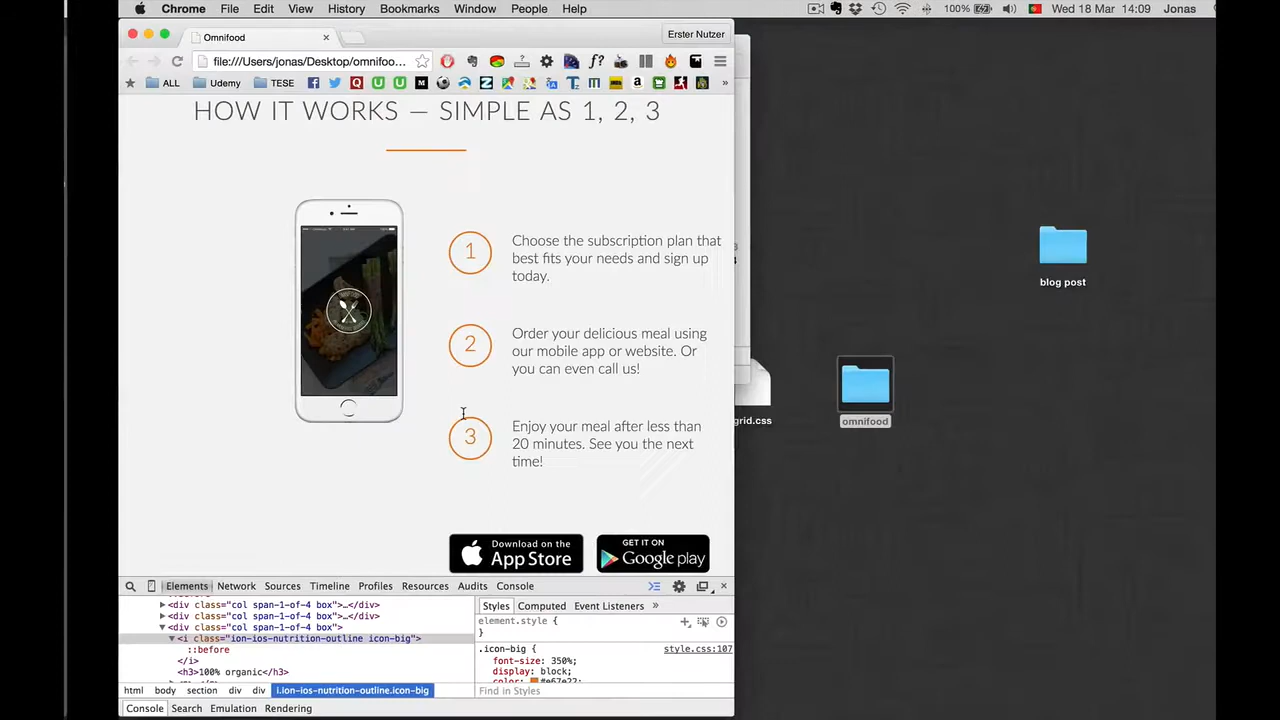 Chrome File Edit View History Bookmarks Window People Help 100% Wed 18 Mar 14:09 Jonas
Omnifood
Erster Nutzer
file:///Users/jonas/Desktop/omnifoo...
ALL Udemy TESE
HOW IT WORKS — SIMPLE AS 1, 2, 3
1
Choose the subscription plan that
best fits your needs and sign up
today.
2
Order your delicious meal using
our mobile app or website. Or
you can even call us!
3
Enjoy your meal after less than
20 minutes. See you the next
time!
Download on the
App Store
GET IT ON
Google play
blog post
grid.css
omnifood
Elements Network Sources Timeline Profiles Resources Audits Console
<div class="col span-1-of-4 box">…</div>
<div class="col span-1-of-4 box">…</div>
<div class="col span-1-of-4 box">
<i class="ion-ios-nutrition-outline icon-big">
::before
</i>
<h3>100% organic</h3>
html body section div div i.ion-ios-nutrition-outline.icon-big
Styles Computed Event Listeners »
element.style {
}
.icon-big { style.css:107
font-size: 350%;
display: block;
color: #e67e22;
Find in Styles
Console Search Emulation Rendering